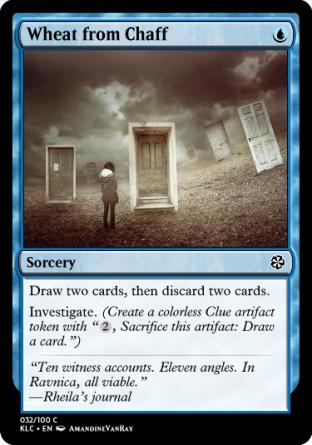 Wheat from Chaff
Sorcery
Draw two cards, then discard two cards.
Investigate. (Create a colorless Clue artifact
token with “2, Sacrifice this artifact: Draw
a card.”)
“Ten witness accounts. Eleven angles. In
Ravnica, all viable.”
—Rheila's journal
032/100 C
KLC • EN AmandineVanRay